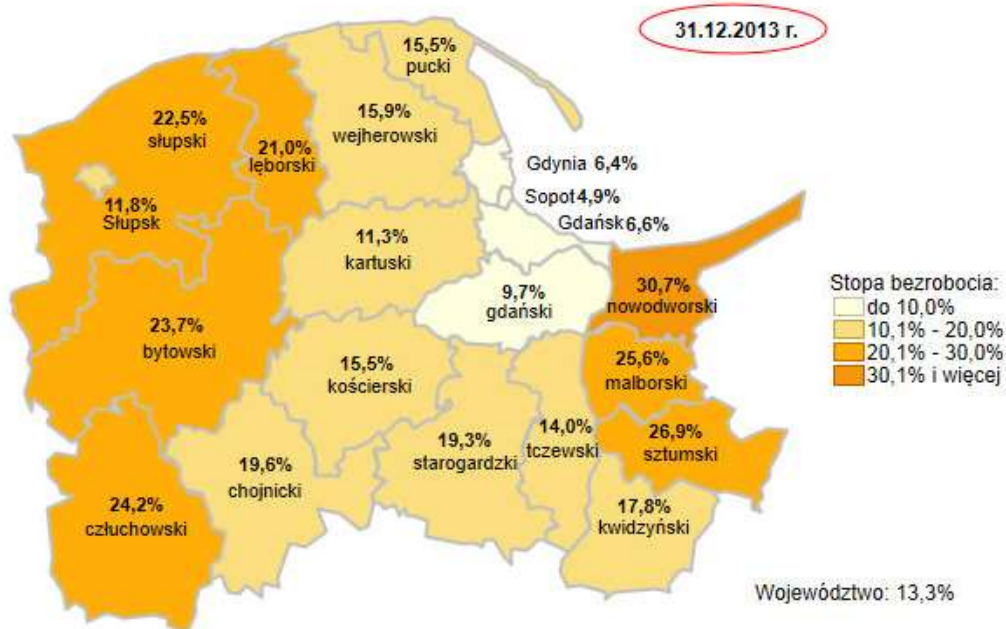 31.12.2013 r.
15,5%
pucki
22,5%
słupski
15,9%
wejherowski
21,0%
lęborski
Gdynia 6,4%
Sopot 4,9%
Gdańsk 6,6%
11,8%
Słupsk
11,3%
kartuski
9,7%
gdański
30,7%
nowodworski
Stopa bezrobocia:
do 10,0%
10,1% - 20,0%
20,1% - 30,0%
30,1% i więcej
23,7%
bytowski
15,5%
kościerski
25,6%
malborski
19,3%
starogardzki
14,0%
tczewski
26,9%
sztumski
19,6%
chojnicki
24,2%
człuchowski
17,8%
kwidzyński
Województwo: 13,3%